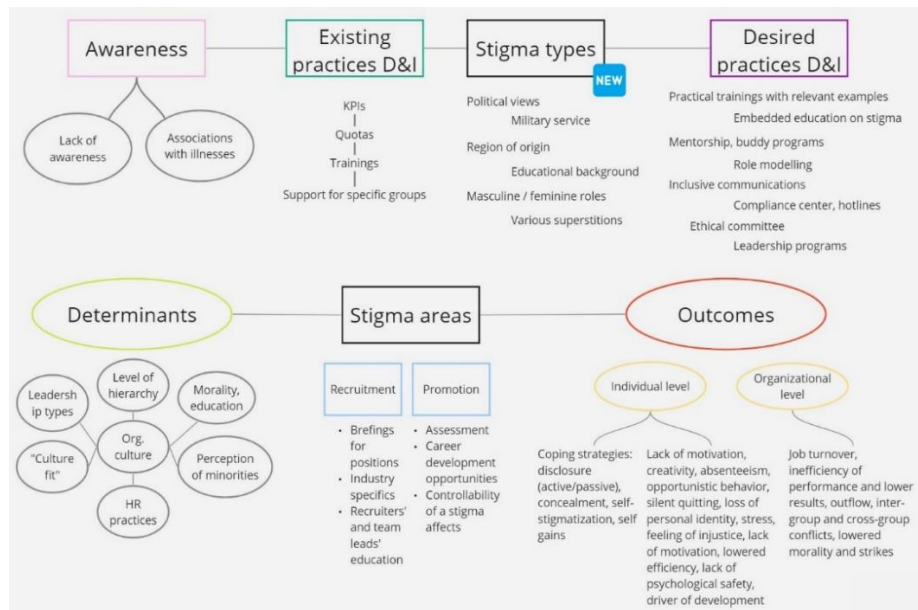 Awareness
Existing
practices D&I
Stigma types
NEW
Desired
practices D&I
Lack of
awareness
Associations
with illnesses
KPIs
Quotas
Trainings
Support for specific groups
Political views
Military service
Region of origin
Educational background
Masculine / feminine roles
Various superstitions
Practical trainings with relevant examples
Embedded education on stigma
Mentorship, buddy programs
Role modelling
Inclusive communications
Compliance center, hotlines
Ethical committee
Leadership programs
Determinants
Stigma areas
Outcomes
Leadersh
ip types
Level of
hierarchy
Morality,
education
"Culture
fit"
Org.
culture
Perception
of minorities
HR
practices
Recruitment
• Brefings
for
positions
• Industry
specifics
• Recruiters'
and team
leads'
education
Promotion
• Assessment
• Career
development
opportunities
• Controllability
of a stigma
affects
Individual level
Coping strategies:
disclosure
(active/passive),
concealment, self-
stigmatization, self
gains
Lack of motivation,
creativity, absenteeism,
opportunistic behavior,
silent quitting, loss of
personal identity, stress,
feeling of injustice, lack
of motivation, lowered
efficiency, lack of
psychological safety,
driver of development
Organizational
level
Job turnover,
inefficiency of
performance and lower
results, outflow, inter-
group and cross-group
conflicts, lowered
morality and strikes